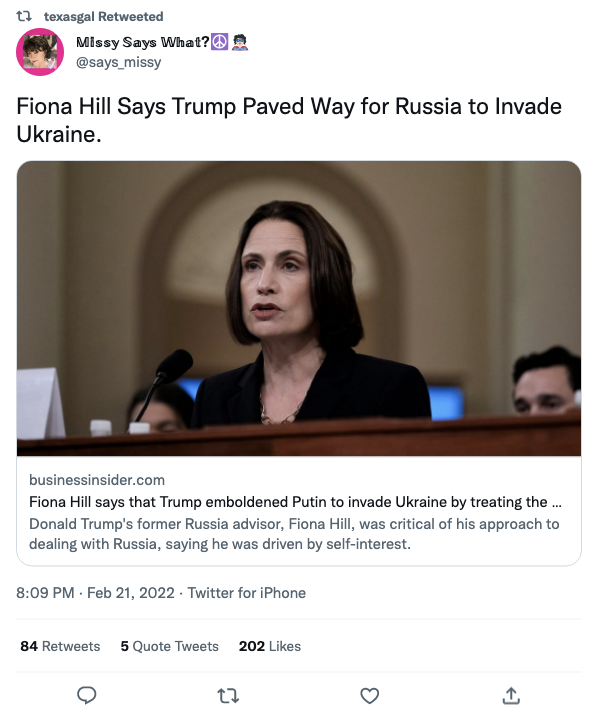 texasgal Retweeted
𝕄𝕚𝕤𝕤𝕪 𝕊𝕒𝕪𝕤 𝕎𝕙𝕒𝕥?☮️
@says_missy
Fiona Hill Says Trump Paved Way for Russia to Invade
Ukraine.
businessinsider.com
Fiona Hill says that Trump emboldened Putin to invade Ukraine by treating the ...
Donald Trump's former Russia advisor, Fiona Hill, was critical of his approach to
dealing with Russia, saying he was driven by self-interest.
8:09 PM · Feb 21, 2022 · Twitter for iPhone
84 Retweets 5 Quote Tweets 202 Likes